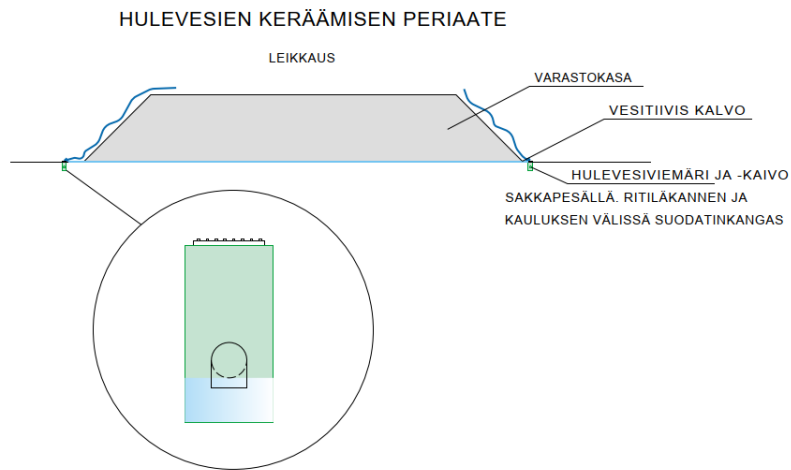 HULEVESIEN KERÄÄMISEN PERIAATE
LEIKKAUS
VARASTOKASA
VESITIIVIS KALVO
HULEVESIVIEMÄRI JA -KAIVO
SAKKAPESÄLLÄ. RITILÄKANNEN JA
KAULUKSEN VÄLISSÄ SUODATINKANGAS